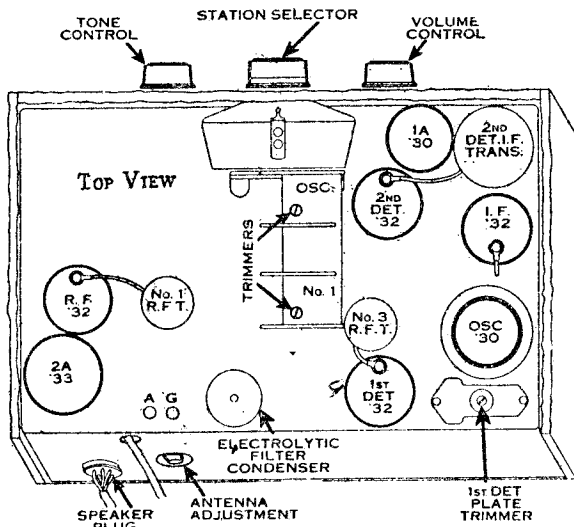 TONE
CONTROL
STATION SELECTOR
VOLUME
CONTROL
TOP VIEW
OSC.
TRIMMERS
No. 1
1A
'30
2ND
DET. I.F.
TRANS.
2ND
DET.
'32
I.F.
'32
R.F.
'32
No. 1
R.F.T.
No. 3
R.F.T.
OSC
'30
2A
'33
A G
1ST
DET
'32
ELECTROLYTIC
FILTER
CONDENSER
SPEAKER
PLUG
ANTENNA
ADJUSTMENT
1ST DET
PLATE
TRIMMER